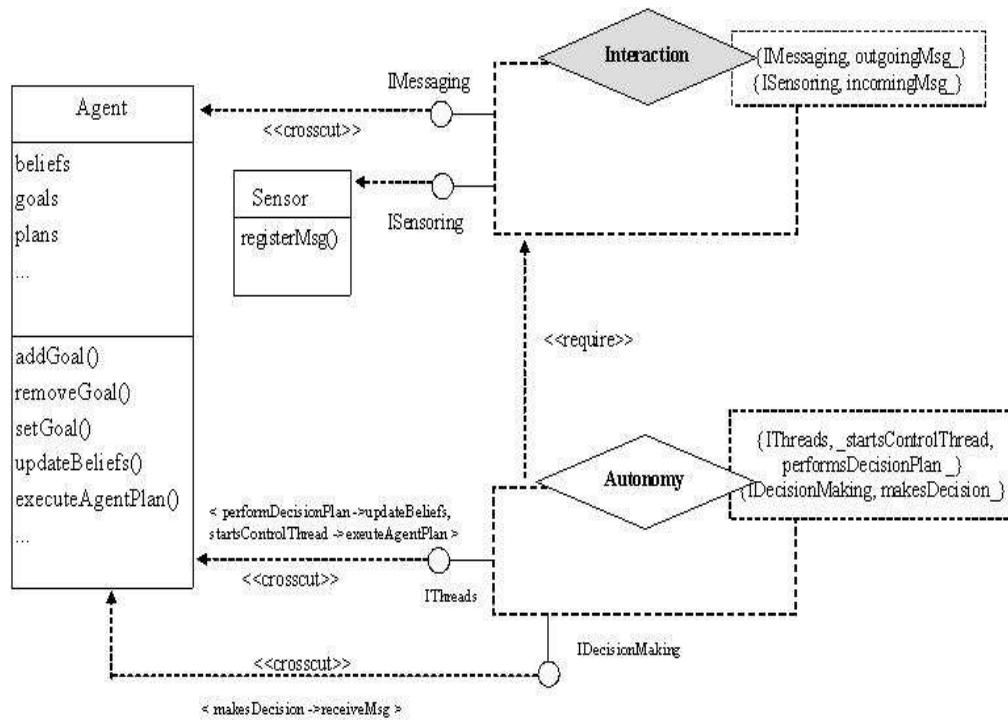 Interaction
{IMessaging, outgoingMsg_}
{ISensoring, incomingMsg_}
IMessaging
<<crosscut>>
Agent
beliefs
goals
plans
...
addGoal()
removeGoal()
setGoal()
updateBeliefs()
executeAgentPlan()
...
Sensor
registerMsg()
ISensoring
<<require>>
Autonomy
{IThreads, _startsControlThread,
performsDecisionPlan _}
{IDecisionMaking, makesDecision_}
< performDecisionPlan ->updateBeliefs,
startsControlThread ->exeuteAgentPlan >
<<crosscut>>
IThreads
IDecisionMaking
<<crosscut>>
< makesDecision ->receiveMsg >